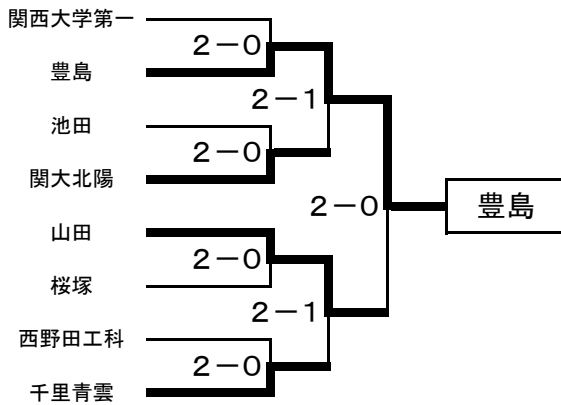 関西大学第一
2－0
豊島
2－1
池田
2－0
関大北陽
2－0
豊島
山田
2－0
桜塚
2－1
西野田工科
2－0
千里青雲